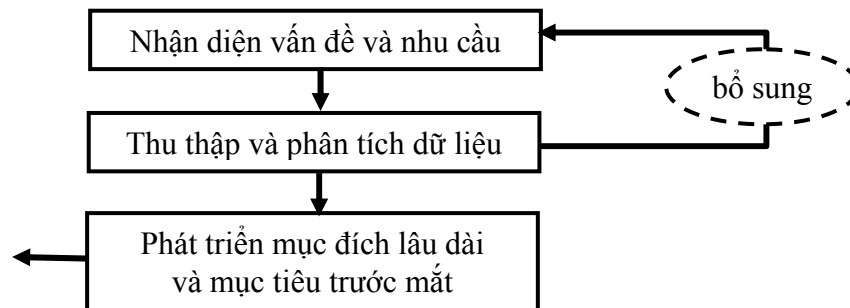 Nhận diện vấn đề và nhu cầu
bổ sung
Thu thập và phân tích dữ liệu
Phát triển mục đích lâu dài
và mục tiêu trước mắt